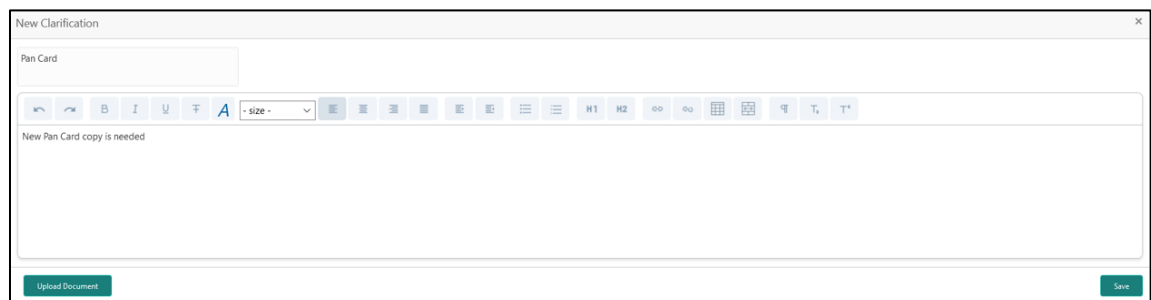 New Clarification ×
Pan Card
B I U T A - size - H1 H2 ¶ T₊ T⁺
New Pan Card copy is needed
Upload Document Save